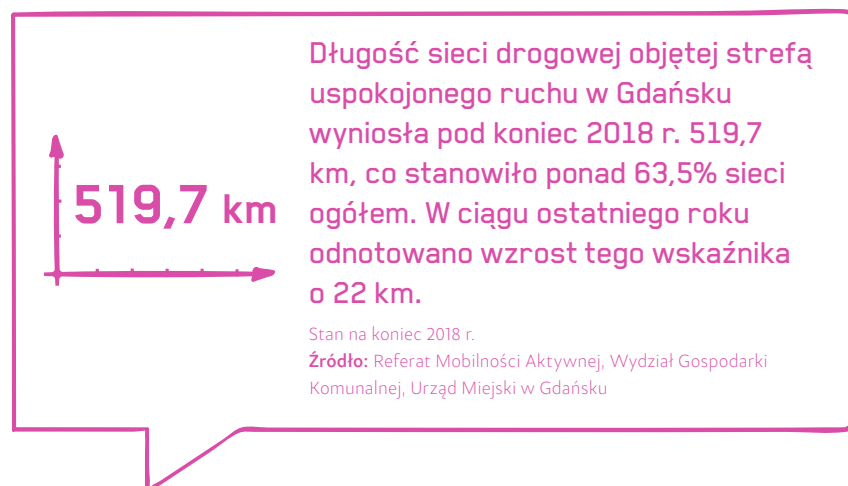 519,7 km
Długość sieci drogowej objętej strefą
uspokojonego ruchu w Gdańsku
wyniosła pod koniec 2018 r. 519,7
km, co stanowiło ponad 63,5% sieci
ogółem. W ciągu ostatniego roku
odnotowano wzrost tego wskaźnika
o 22 km.
Stan na koniec 2018 r.
Źródło: Referat Mobilności Aktywnej, Wydział Gospodarki
Komunalnej, Urząd Miejski w Gdańsku